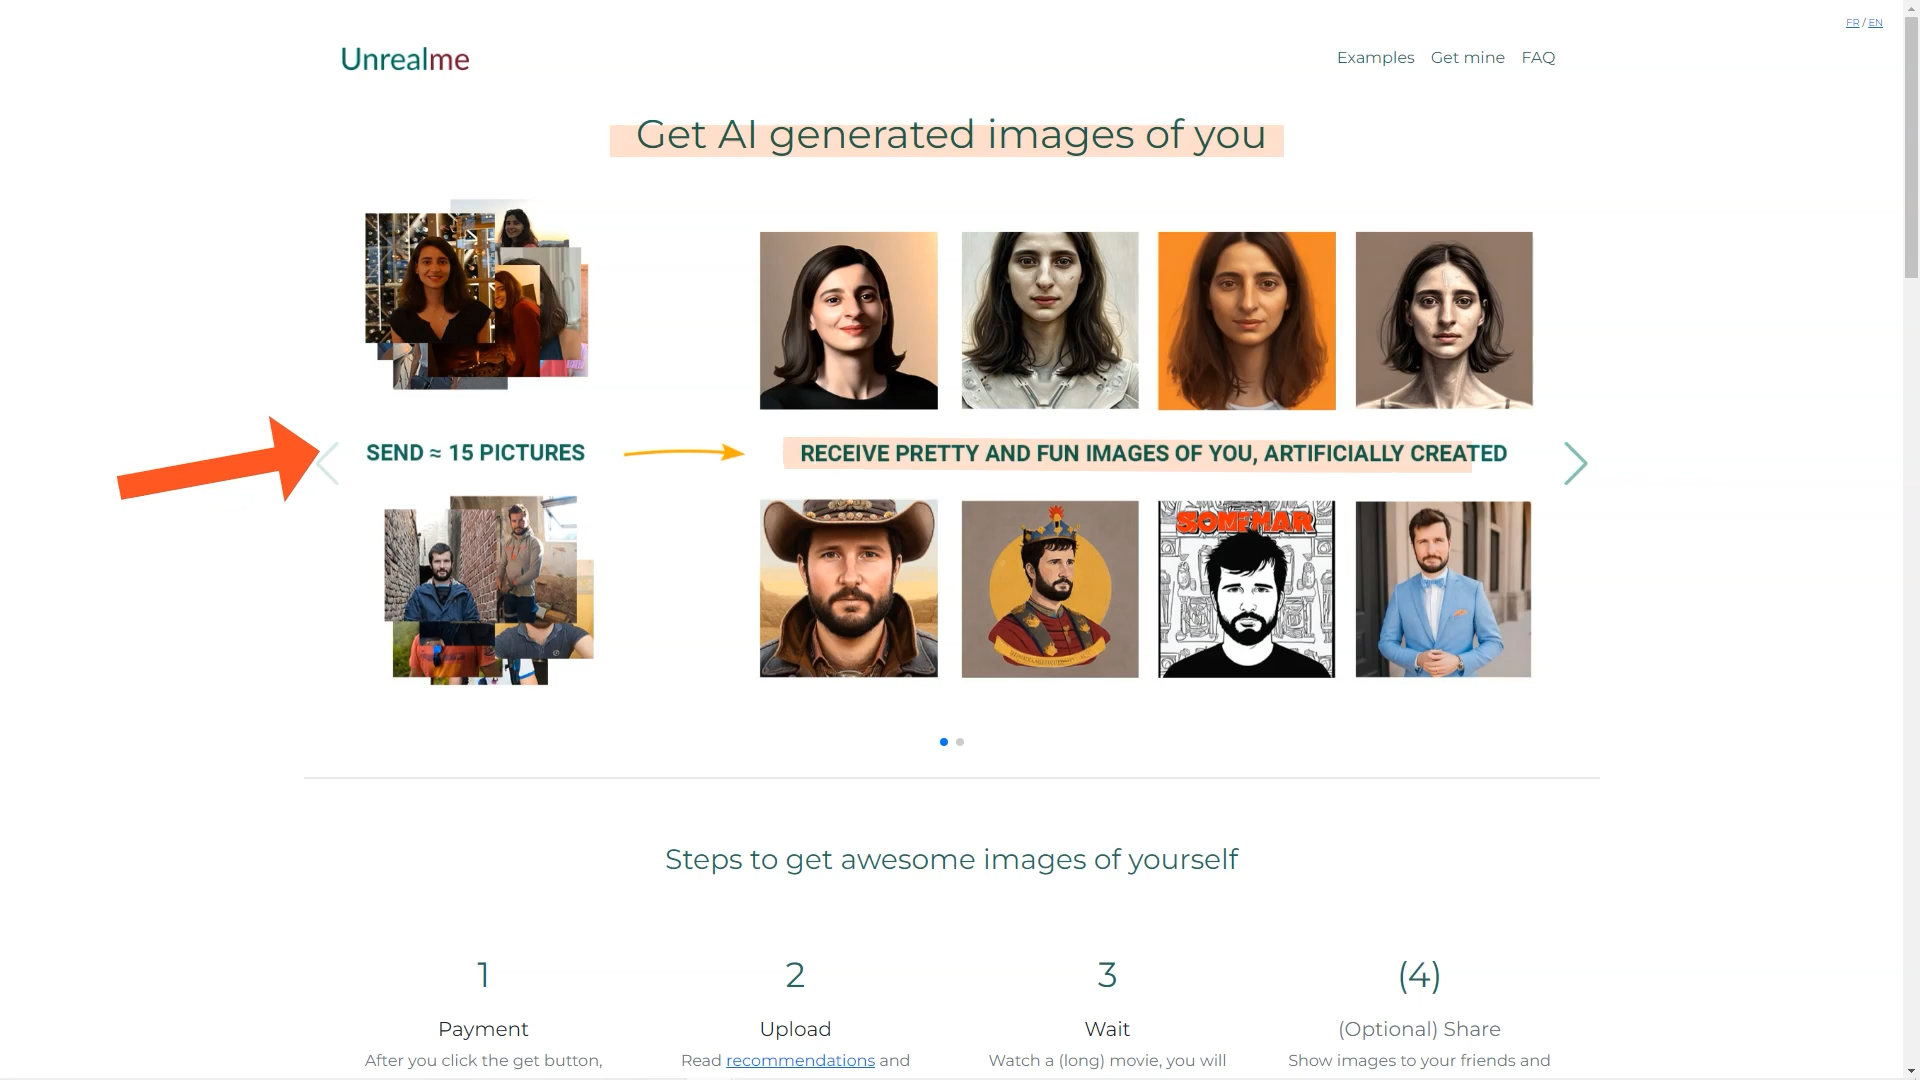 FR / EN
Unrealme
Examples Get mine FAQ
Get AI generated images of you
SEND ≈ 15 PICTURES
RECEIVE PRETTY AND FUN IMAGES OF YOU, ARTIFICIALLY CREATED
SOMEMAR
Steps to get awesome images of yourself
1
2
3
(4)
Payment
Upload
Wait
(Optional) Share
After you click the get button,
Read recommendations and
Watch a (long) movie, you will
Show images to your friends and